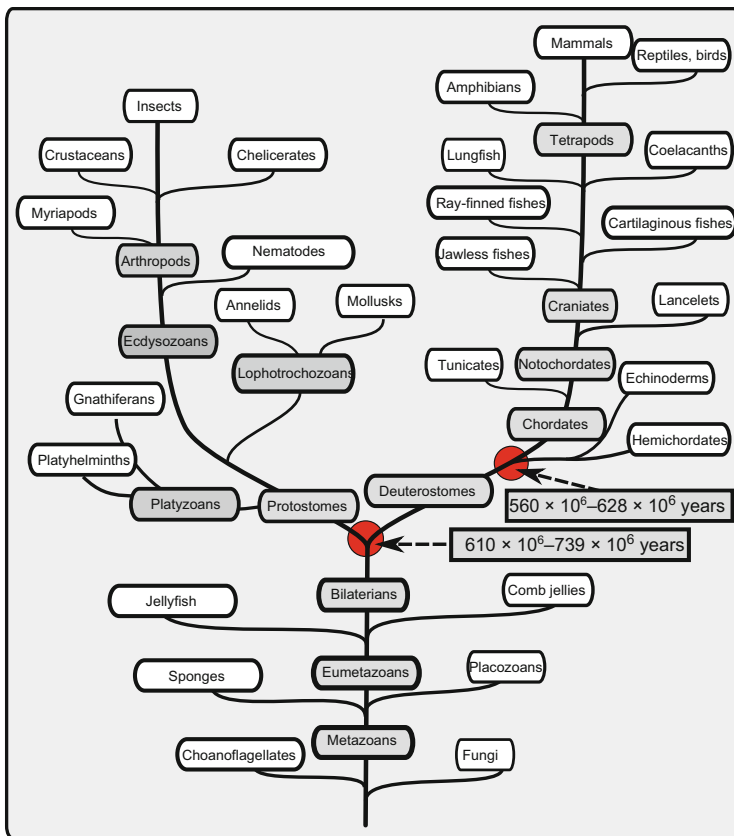 Mammals
Reptiles, birds
Amphibians
Insects
Tetrapods
Crustaceans
Chelicerates
Lungfish
Coelacanths
Myriapods
Ray-finned fishes
Cartilaginous fishes
Arthropods
Nematodes
Jawless fishes
Annelids
Mollusks
Craniates
Lancelets
Ecdysozoans
Lophotrochozoans
Tunicates
Notochordates
Echinoderms
Gnathiferans
Chordates
Hemichordates
Platyhelminths
Platyzoans
Protostomes
Deuterostomes
560 × 10⁶–628 × 10⁶ years
610 × 10⁶–739 × 10⁶ years
Bilaterians
Jellyfish
Comb jellies
Eumetazoans
Sponges
Placozoans
Metazoans
Choanoflagellates
Fungi